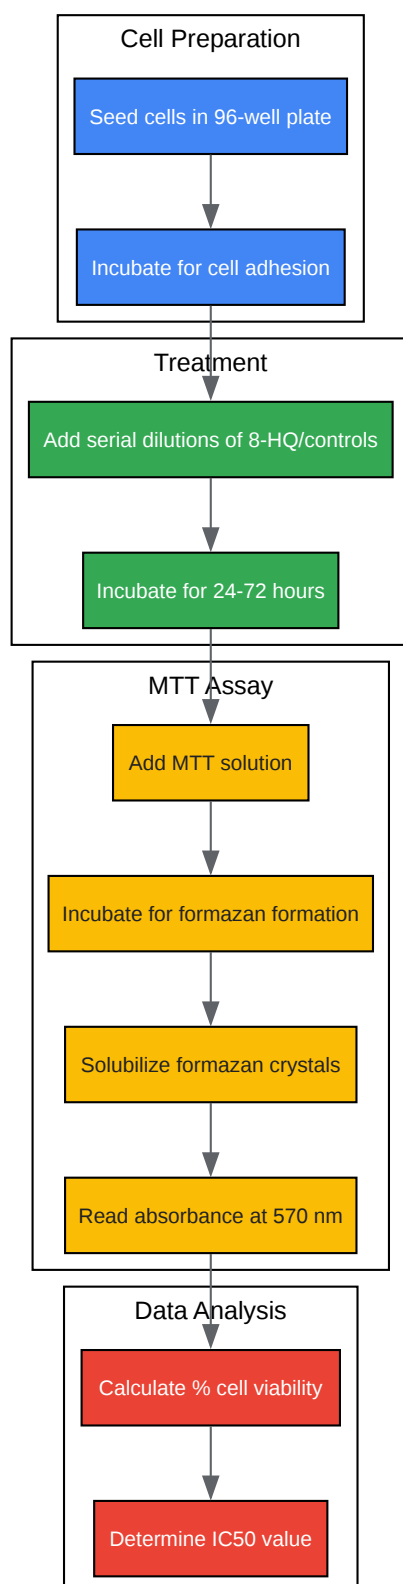 Cell Preparation
Seed cells in 96-well plate
Incubate for cell adhesion
Treatment
Add serial dilutions of 8-HQ/controls
Incubate for 24-72 hours
MTT Assay
Add MTT solution
Incubate for formazan formation
Solubilize formazan crystals
Read absorbance at 570 nm
Data Analysis
Calculate % cell viability
Determine IC50 value